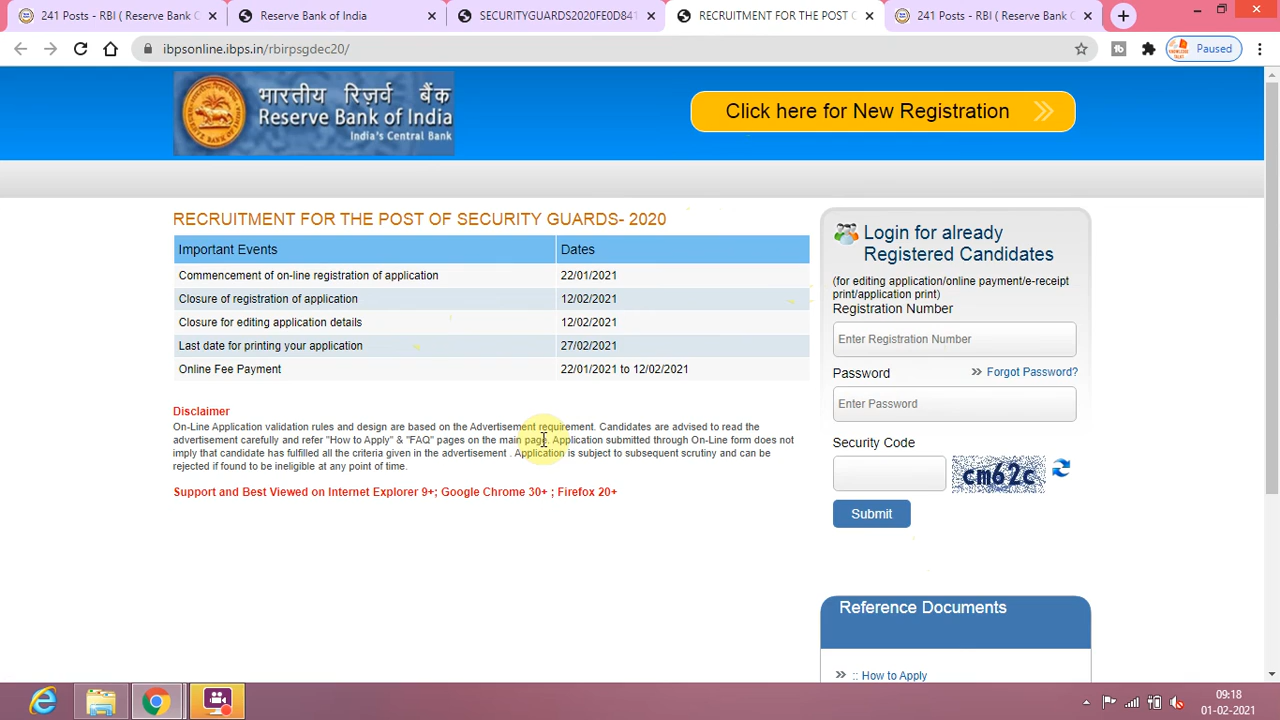 241 Posts - RBI ( Reserve Bank C
Reserve Bank of India
SECURITYGUARDS2020FE0D841
RECRUITMENT FOR THE POST C
241 Posts - RBI ( Reserve Bank C
ibpsonline.ibps.in/rbirpsgdec20/
Paused
भारतीय रिज़र्व बैंक
Reserve Bank of India
India's Central Bank
Click here for New Registration
RECRUITMENT FOR THE POST OF SECURITY GUARDS- 2020
Important Events Dates
Commencement of on-line registration of application 22/01/2021
Closure of registration of application 12/02/2021
Closure for editing application details 12/02/2021
Last date for printing your application 27/02/2021
Online Fee Payment 22/01/2021 to 12/02/2021
Disclaimer
On-Line Application validation rules and design are based on the Advertisement requirement. Candidates are advised to read the
advertisement carefully and refer "How to Apply" & "FAQ" pages on the main page. Application submitted through On-Line form does not
imply that candidate has fulfilled all the criteria given in the advertisement . Application is subject to subsequent scrutiny and can be
rejected if found to be ineligible at any point of time.
Support and Best Viewed on Internet Explorer 9+; Google Chrome 30+ ; Firefox 20+
Login for already
Registered Candidates
(for editing application/online payment/e-receipt
print/application print)
Registration Number
Enter Registration Number
Password
Forgot Password?
Enter Password
Security Code
cm62c
Submit
Reference Documents
:: How to Apply
09:18
01-02-2021